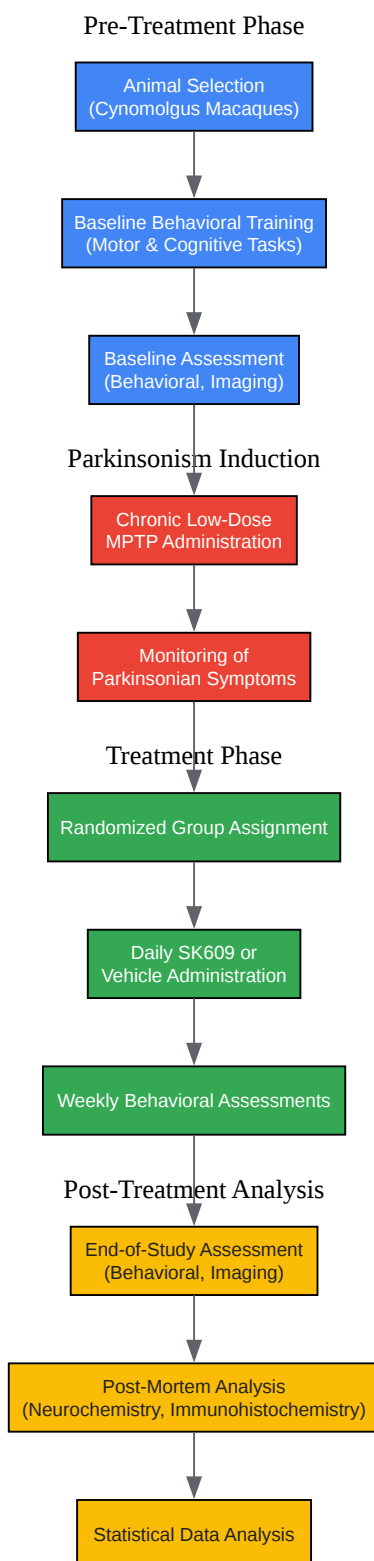 Pre-Treatment Phase
Animal Selection
(Cynomolgus Macaques)
Baseline Behavioral Training
(Motor & Cognitive Tasks)
Baseline Assessment
(Behavioral, Imaging)
Parkinsonism Induction
Chronic Low-Dose
MPTP Administration
Monitoring of
Parkinsonian Symptoms
Treatment Phase
Randomized Group Assignment
Daily SK609 or
Vehicle Administration
Weekly Behavioral Assessments
Post-Treatment Analysis
End-of-Study Assessment
(Behavioral, Imaging)
Post-Mortem Analysis
(Neurochemistry, Immunohistochemistry)
Statistical Data Analysis